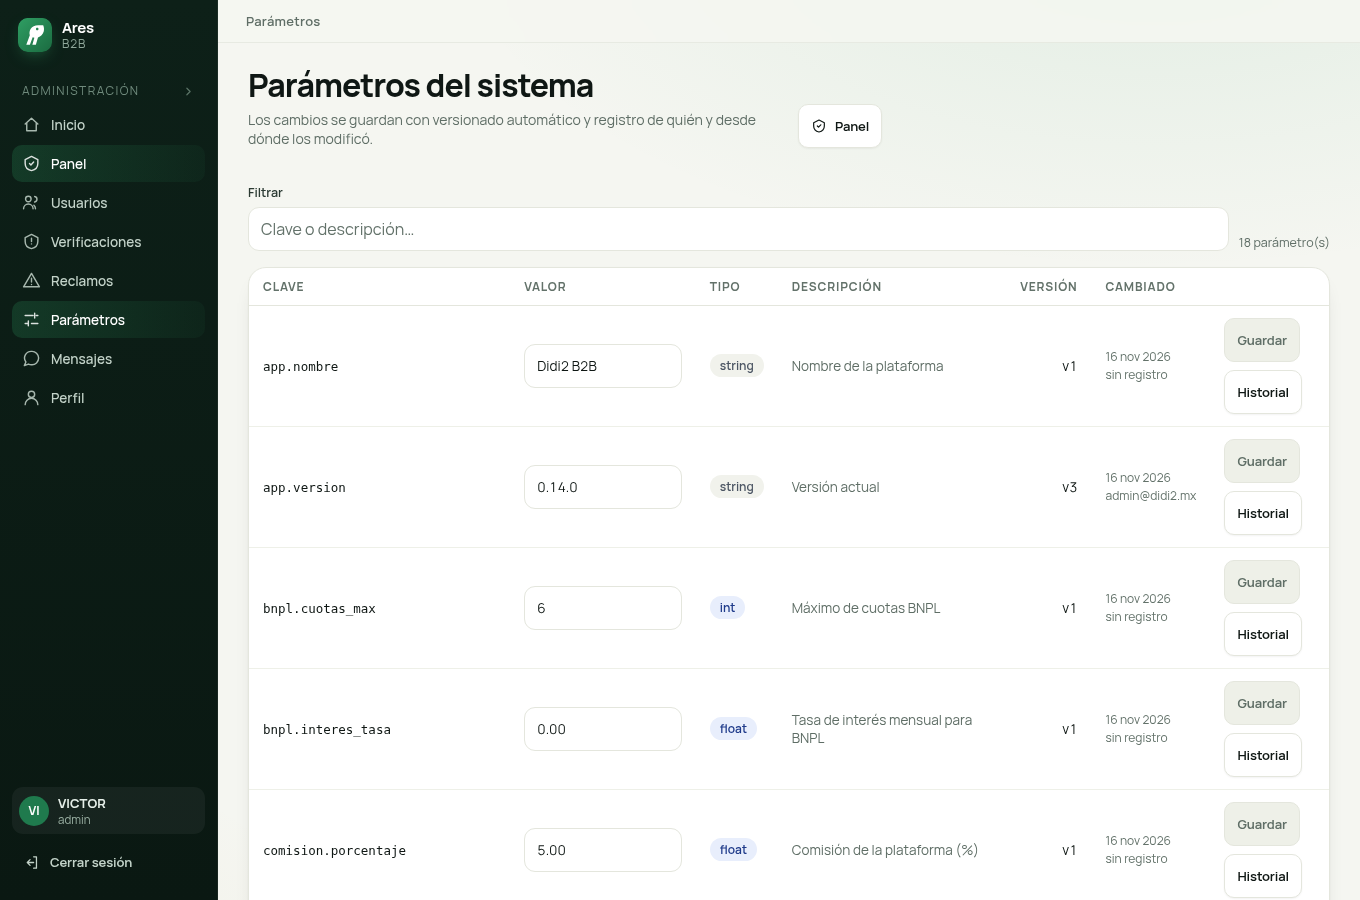 Ares
B2B
ADMINISTRACIÓN
Inicio
Panel
Usuarios
Verificaciones
Reclamos
Parámetros
Mensajes
Perfil
VI
VICTOR
admin
Cerrar sesión
Parámetros
Parámetros del sistema
Los cambios se guardan con versionado automático y registro de quién y desde
dónde los modificó.
Panel
Filtrar
Clave o descripción...
18 parámetro(s)
CLAVE VALOR TIPO DESCRIPCIÓN VERSIÓN CAMBIADO
app.nombre Didi2 B2B string Nombre de la plataforma v1 16 nov 2026
sin registro
Guardar
Historial
app.version 0.14.0 string Versión actual v3 16 nov 2026
admin@didi2.mx
Guardar
Historial
bnpl.cuotas_max 6 int Máximo de cuotas BNPL v1 16 nov 2026
sin registro
Guardar
Historial
bnpl.interes_tasa 0.00 float Tasa de interés mensual para
BNPL v1 16 nov 2026
sin registro
Guardar
Historial
comision.porcentaje 5.00 float Comisión de la plataforma (%) v1 16 nov 2026
sin registro
Guardar
Historial